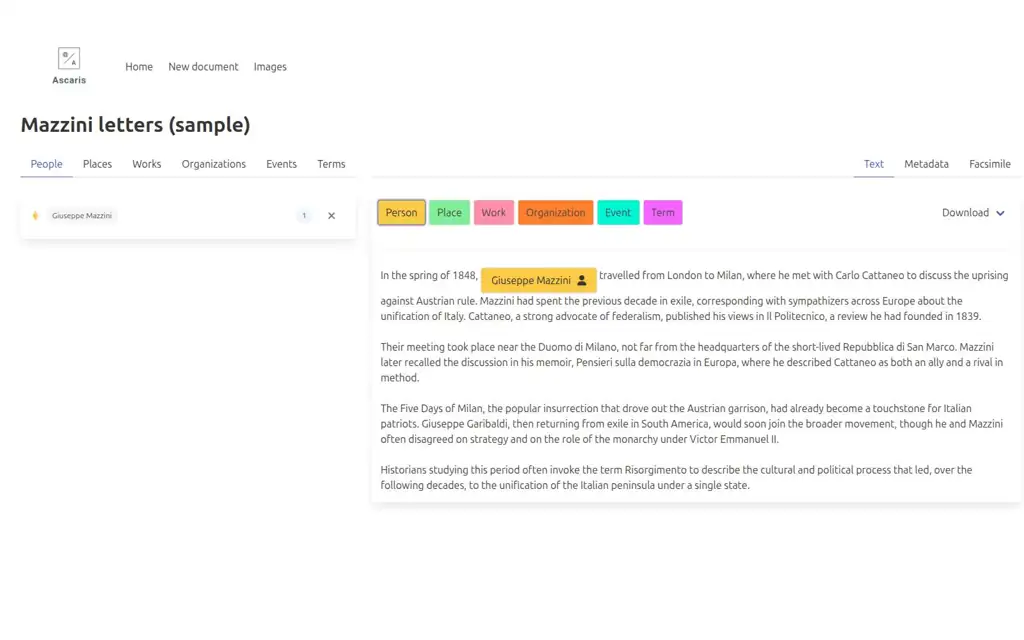 Ascaris
Home New document Images
Mazzini letters (sample)
People Places Works Organizations Events Terms
Text Metadata Facsimile
Giuseppe Mazzini 1 ×
Person Place Work Organization Event Term
Download
In the spring of 1848, Giuseppe Mazzini travelled from London to Milan, where he met with Carlo Cattaneo to discuss the uprising
against Austrian rule. Mazzini had spent the previous decade in exile, corresponding with sympathizers across Europe about the
unification of Italy. Cattaneo, a strong advocate of federalism, published his views in Il Politecnico, a review he had founded in 1839.
Their meeting took place near the Duomo di Milano, not far from the headquarters of the short-lived Repubblica di San Marco. Mazzini
later recalled the discussion in his memoir, Pensieri sulla democrazia in Europa, where he described Cattaneo as both an ally and a rival in
method.
The Five Days of Milan, the popular insurrection that drove out the Austrian garrison, had already become a touchstone for Italian
patriots. Giuseppe Garibaldi, then returning from exile in South America, would soon join the broader movement, though he and Mazzini
often disagreed on strategy and on the role of the monarchy under Victor Emmanuel II.
Historians studying this period often invoke the term Risorgimento to describe the cultural and political process that led, over the
following decades, to the unification of the Italian peninsula under a single state.